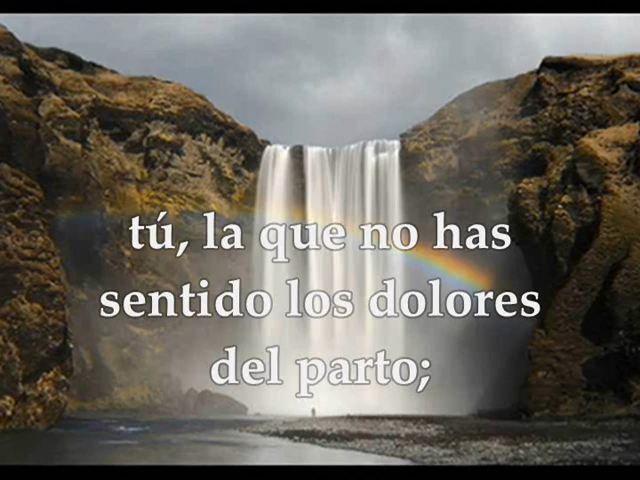 tú, la que no has
sentido los dolores
del parto;